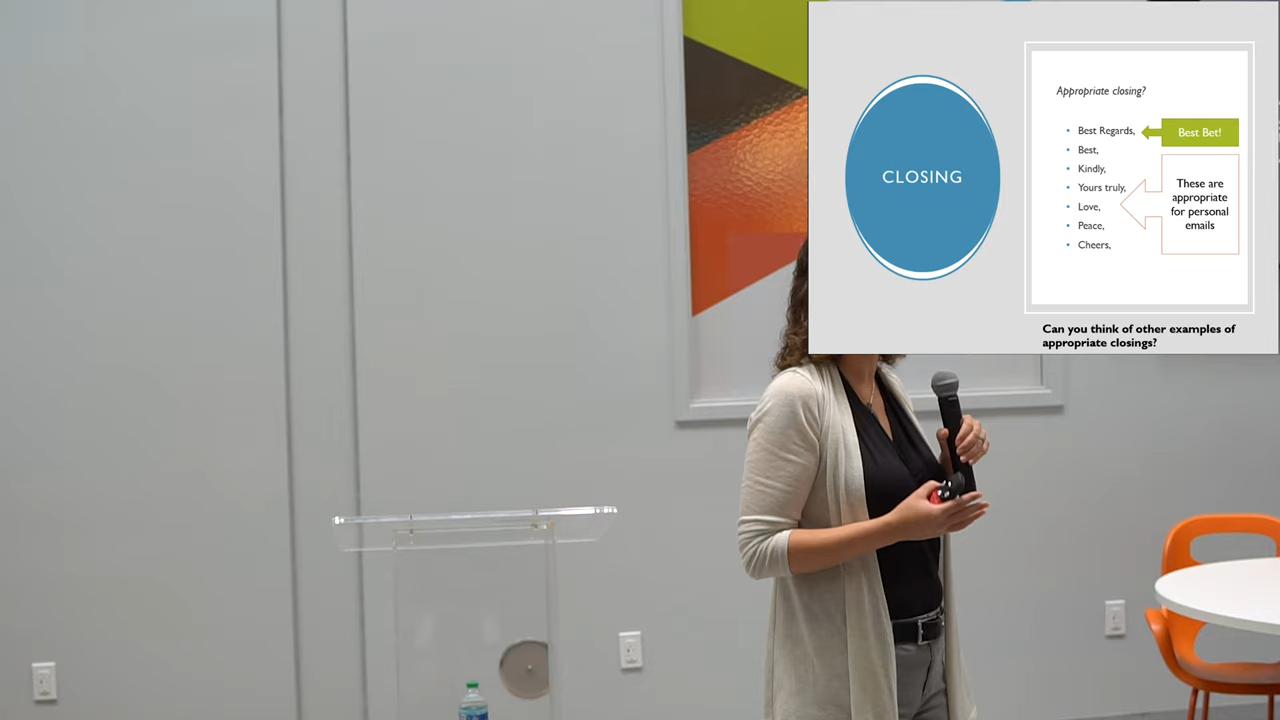 CLOSING
Appropriate closing?
• Best Regards,
• Best,
• Kindly,
• Yours truly,
• Love,
• Peace,
• Cheers,
Best Bet!
These are
appropriate
for personal
emails
Can you think of other examples of
appropriate closings?